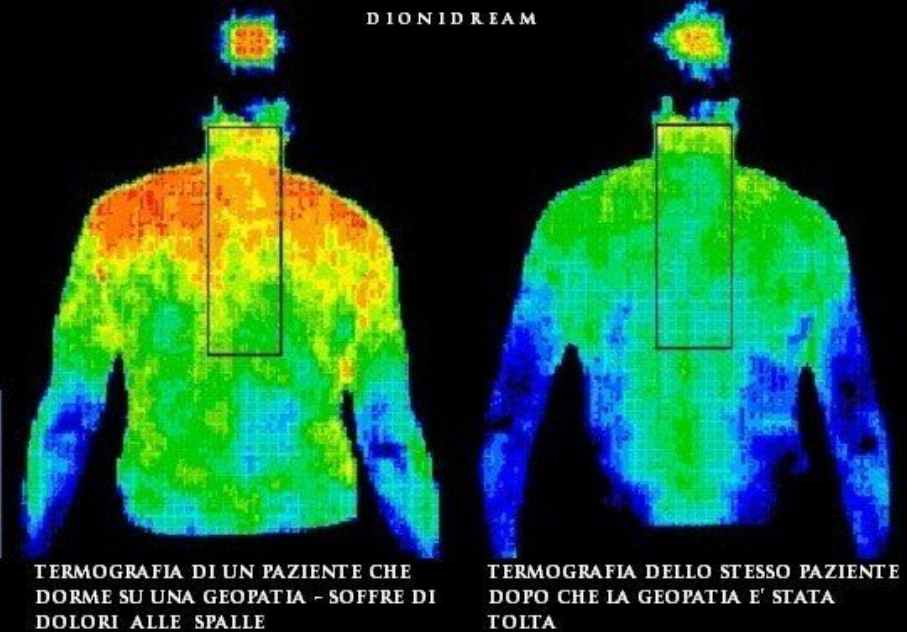 DIONIDREAM
TERMOGRAFIA DI UN PAZIENTE CHE
DORME SU UNA GEOPATIA - SOFFRE DI
DOLORI ALLE SPALLE
TERMOGRAFIA DELLO STESSO PAZIENTE
DOPO CHE LA GEOPATIA E' STATA
TOLTA